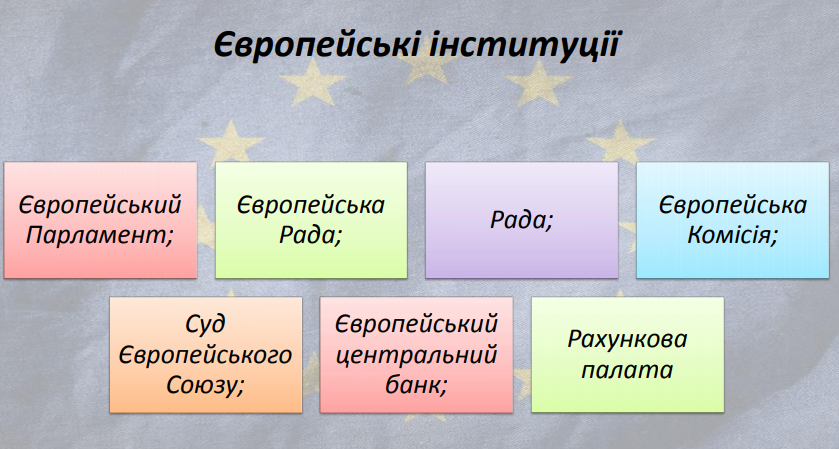 Європейські інституції
Європейський
Парламент;
Європейська
Рада;
Рада;
Європейська
Комісія;
Суд
Європейського
Союзу;
Європейський
центральний
банк;
Рахункова
палата